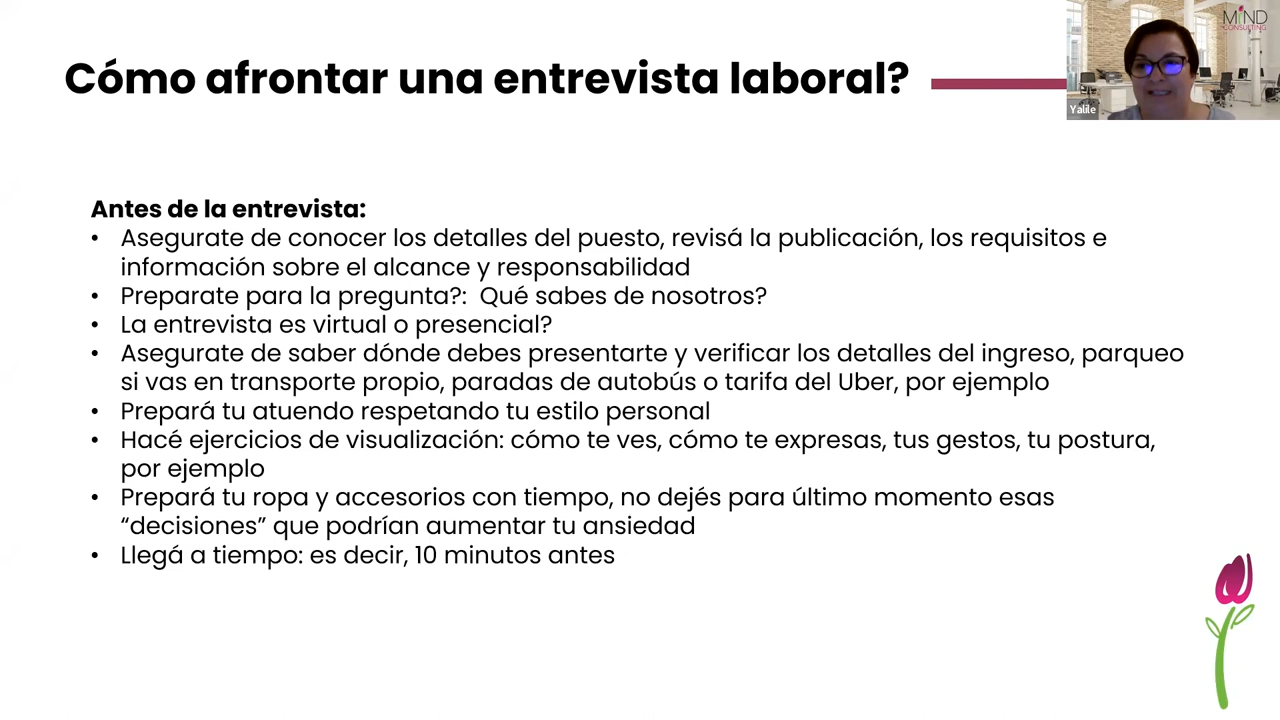 Cómo afrontar una entrevista laboral?
MiND
CONSULTING
Yalile
Antes de la entrevista:
• Asegurate de conocer los detalles del puesto, revisá la publicación, los requisitos e
información sobre el alcance y responsabilidad
• Preparate para la pregunta?: Qué sabes de nosotros?
• La entrevista es virtual o presencial?
• Asegurate de saber dónde debes presentarte y verificar los detalles del ingreso, parqueo
si vas en transporte propio, paradas de autobús o tarifa del Uber, por ejemplo
• Prepará tu atuendo respetando tu estilo personal
• Hacé ejercicios de visualización: cómo te ves, cómo te expresas, tus gestos, tu postura,
por ejemplo
• Prepará tu ropa y accesorios con tiempo, no dejés para último momento esas
“decisiones” que podrían aumentar tu ansiedad
• Llegá a tiempo: es decir, 10 minutos antes